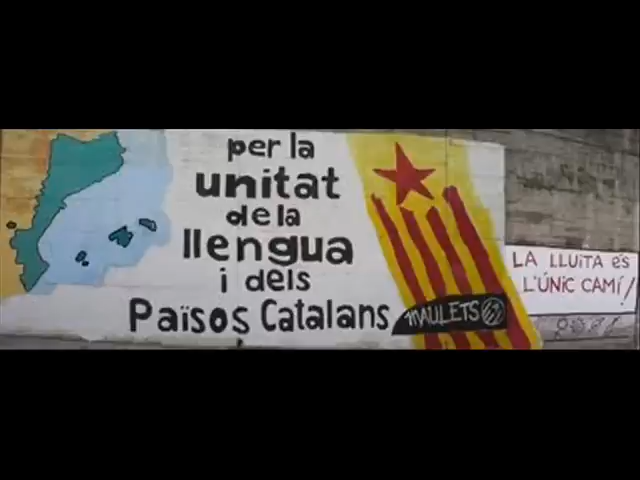 per la
unitat
de la
llengua
i dels
Països Catalans
MAULETS
LA LLUITA éS
L'ÚNIC CAMÍ!